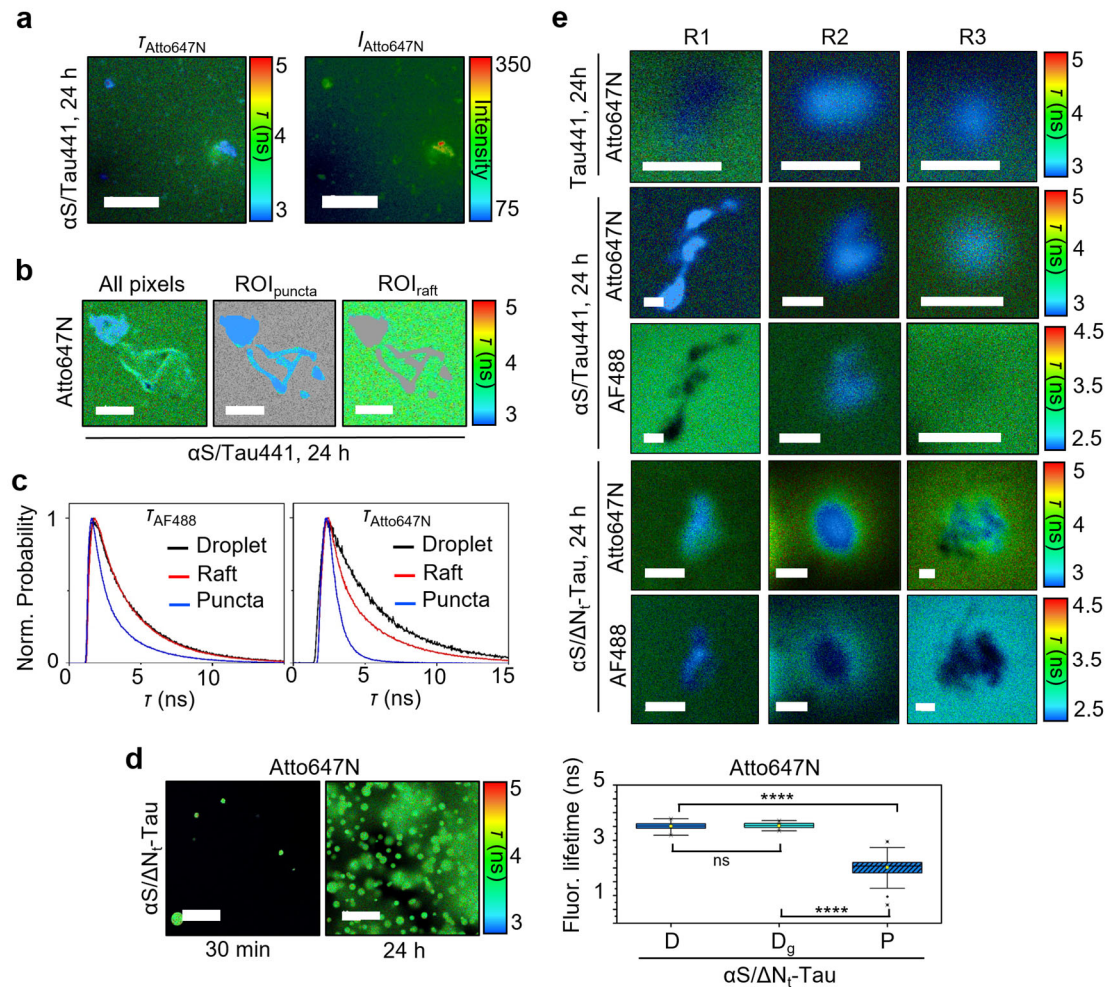 a
τAtto647N
IAtto647N
αS/Tau441, 24 h
5
4
3
τ (ns)
350
75
Intensity
b
All pixels
ROIpuncta
ROIraft
Atto647N
5
4
3
τ (ns)
αS/Tau441, 24 h
c
Norm. Probability
1
0
τAF488
Droplet
Raft
Puncta
0
5
10
τ (ns)
τAtto647N
Droplet
Raft
Puncta
0
5
10
15
τ (ns)
d
Atto647N
αS/ΔNt-Tau
30 min
24 h
5
4
3
τ (ns)
Atto647N
Fluor. lifetime (ns)
5
3
1
****
ns
****
D
Dg
P
αS/ΔNt-Tau
e
R1
R2
R3
Tau441, 24h
Atto647N
5
4
3
τ (ns)
αS/Tau441, 24 h
Atto647N
5
4
3
τ (ns)
AF488
4.5
3.5
2.5
τ (ns)
αS/ΔNt-Tau, 24 h
Atto647N
5
4
3
τ (ns)
AF488
4.5
3.5
2.5
τ (ns)